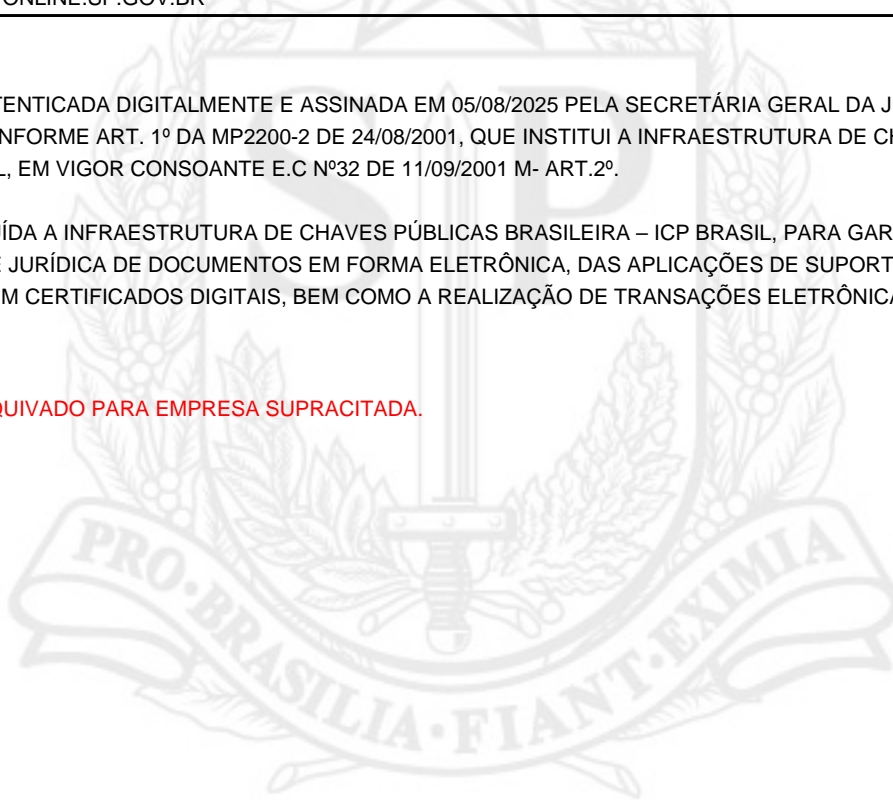 ONLINE.SP.GOV.BR
TENTICADA DIGITALMENTE E ASSINADA EM 05/08/2025 PELA SECRETÁRIA GERAL DA J
NFORME ART. 1º DA MP2200-2 DE 24/08/2001, QUE INSTITUI A INFRAESTRUTURA DE C
L, EM VIGOR CONSOANTE E.C Nº32 DE 11/09/2001 M- ART.2º.
UÍDA A INFRAESTRUTURA DE CHAVES PÚBLICAS BRASILEIRA – ICP BRASIL, PARA GAR
E JURÍDICA DE DOCUMENTOS EM FORMA ELETRÔNICA, DAS APLICAÇÕES DE SUPORT
M CERTIFICADOS DIGITAIS, BEM COMO A REALIZAÇÃO DE TRANSAÇÕES ELETRÔNICA
QUIVADO PARA EMPRESA SUPRACITADA.
SP
PRO·BRASILIA·FIANT·EXIMIA